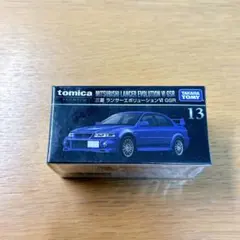 tomica
PREMIUM
MITSUBISHI LANCER EVOLUTION VI GSR
三菱 ランサーエボリューションVI GSR
TAKARA
TOMY
13